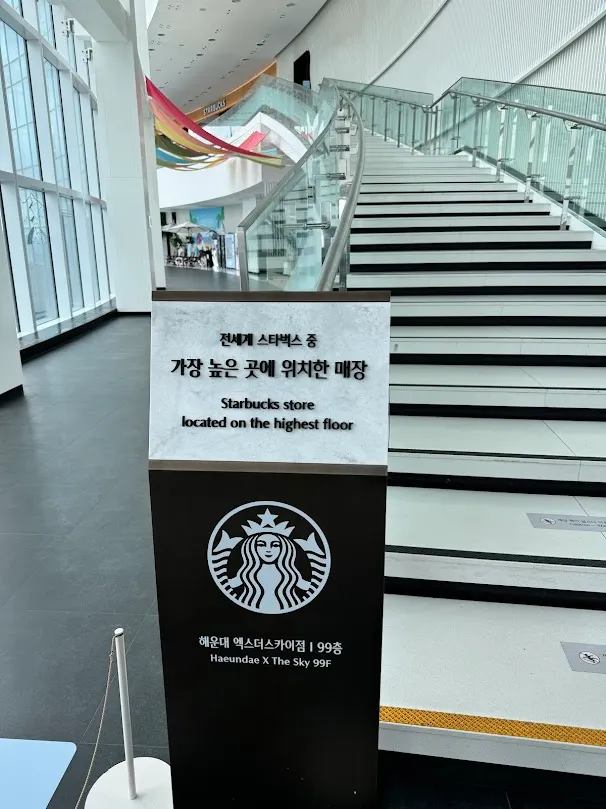 STARBUCKS
전세계 스타벅스 중
가장 높은 곳에 위치한 매장
Starbucks store
located on the highest floor
해운대 엑스더스카이점 I 99층
Haeundae X The Sky 99F